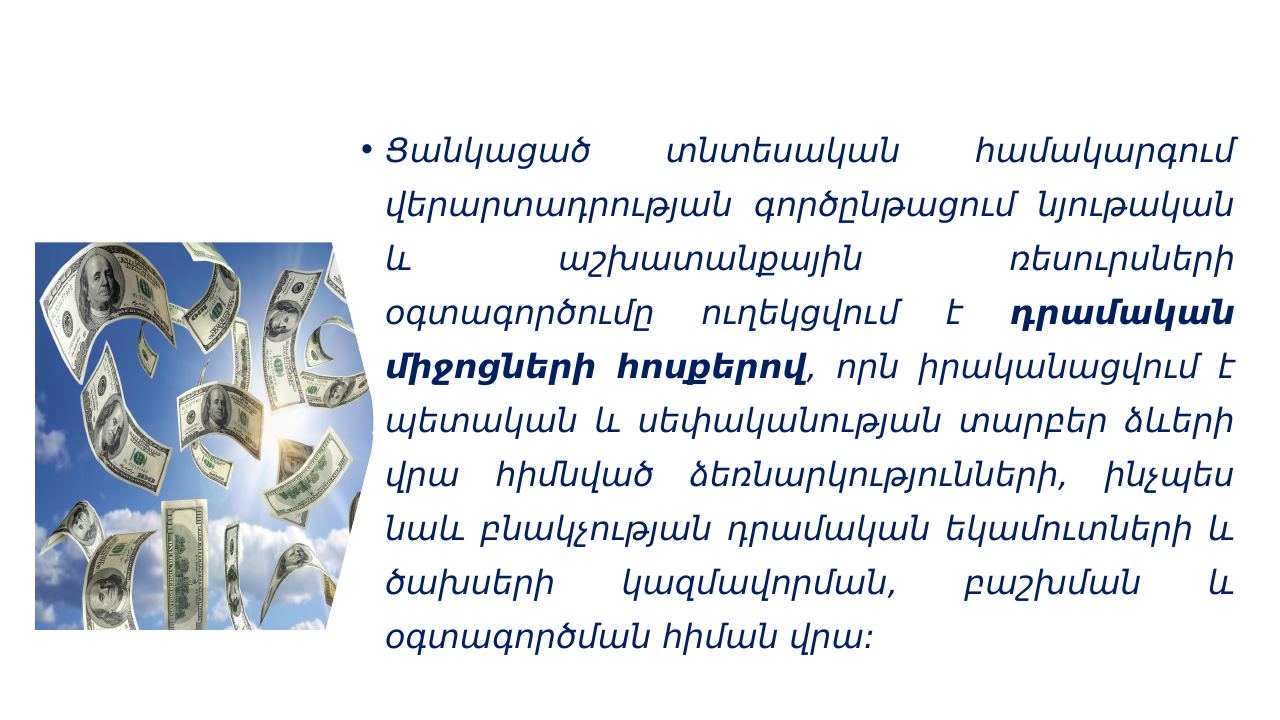 • Ցանկացած տնտեսական համակարգում
վերարտադրության գործընթացում նյութական
և աշխատանքային ռեսուրսների
օգտագործումը ուղեկցվում է դրամական
միջոցների հոսքերով, որն իրականացվում է
պետական և սեփականության տարբեր ձևերի
վրա հիմնված ձեռնարկությունների, ինչպես
նաև բնակչության դրամական եկամուտների և
ծախսերի կազմավորման, բաշխման և
օգտագործման հիման վրա: